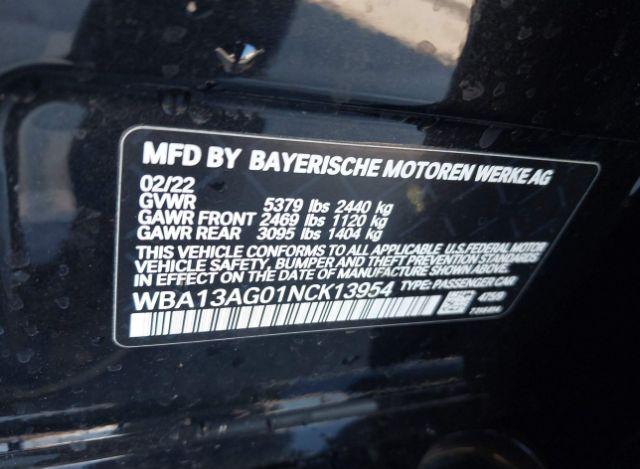 MFD BY BAYERISCHE MOTOREN WERKE AG
02/22
GVWR 5379 lbs 2440 kg
GAWR FRONT 2469 lbs 1120 kg
GAWR REAR 3095 lbs 1404 kg
THIS VEHICLE CONFORMS TO ALL APPLICABLE U.S.FEDERAL MOTOR
VEHICLE SAFETY, BUMPER AND THEFT PREVENTION STANDARDS
IN EFFECT ON THE DATE OF MANUFACTURE SHOWN ABOVE.
WBA13AG01NCK13954 TYPE: PASSENGER CAR